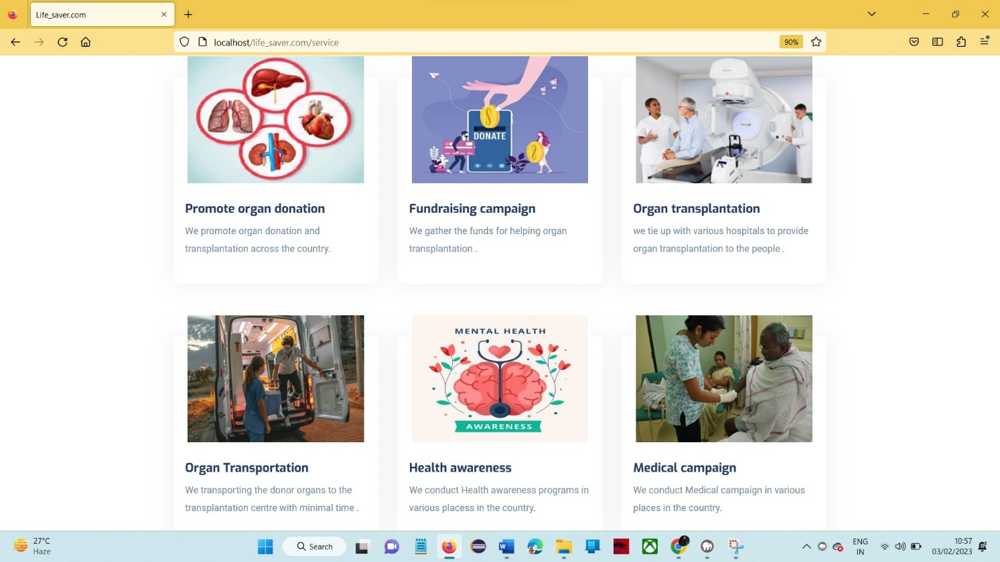 Life_saver.com
localhost/life_saver.com/service
90%
DONATE
Promote organ donation
We promote organ donation and
transplantation across the country.
Fundraising campaign
We gather the funds for helping organ
transplantation .
Organ transplantation
we tie up with various hospitals to provide
organ transplantation to the people .
MENTAL HEALTH
AWARENESS
Organ Transportation
We transporting the donor organs to the
transplantation centre with minimal time .
Health awareness
We conduct Health awareness programs in
various placess in the country.
Medical campaign
We conduct Medical campaign in various
places in the country.
27°C
Haze
Search
ENG
IN
10:57
03/02/2023